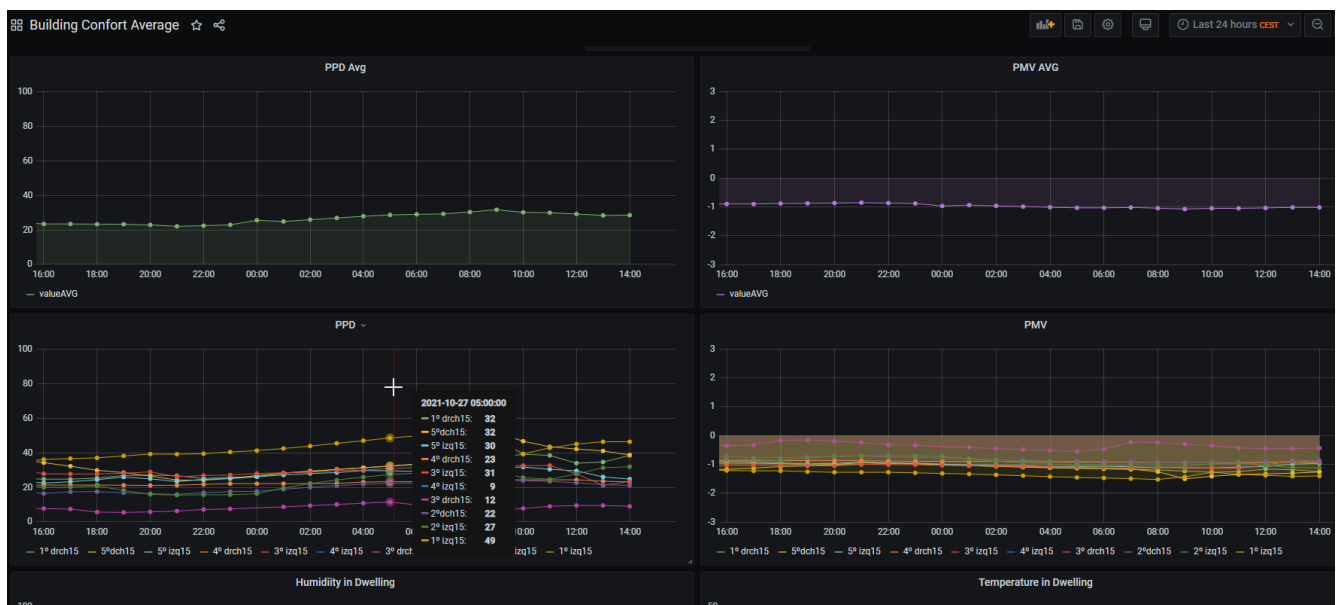 Building Confort Average
Last 24 hours CEST
PPD Avg
100
80
60
40
20
0
16:00 18:00 20:00 22:00 00:00 02:00 04:00 06:00 08:00 10:00 12:00 14:00
valueAVG
PMV AVG
3
2
1
0
-1
-2
-3
16:00 18:00 20:00 22:00 00:00 02:00 04:00 06:00 08:00 10:00 12:00 14:00
valueAVG
PPD
100
80
60
40
20
0
16:00 18:00 20:00 22:00 00:00 02:00 04:00 0 :00 12:00 14:00
1º drch15 5ºdch15 5º izq15 4º drch15 3º izq15 4º izq15 3º drc izq15 1º izq15
2021-10-27 05:00:00
1º drch15: 32
5ºdch15: 32
5º izq15: 30
4º drch15: 23
3º izq15: 31
4º izq15: 9
3º drch15: 12
2ºdch15: 22
2º izq15: 27
1º izq15: 49
PMV
3
2
1
0
-1
-2
-3
16:00 18:00 20:00 22:00 00:00 02:00 04:00 06:00 08:00 10:00 12:00 14:00
1º drch15 5ºdch15 5º izq15 4º drch15 3º izq15 4º izq15 3º drch15 2ºdch15 2º izq15 1º izq15
Humidity in Dwelling
100
Temperature in Dwelling
50